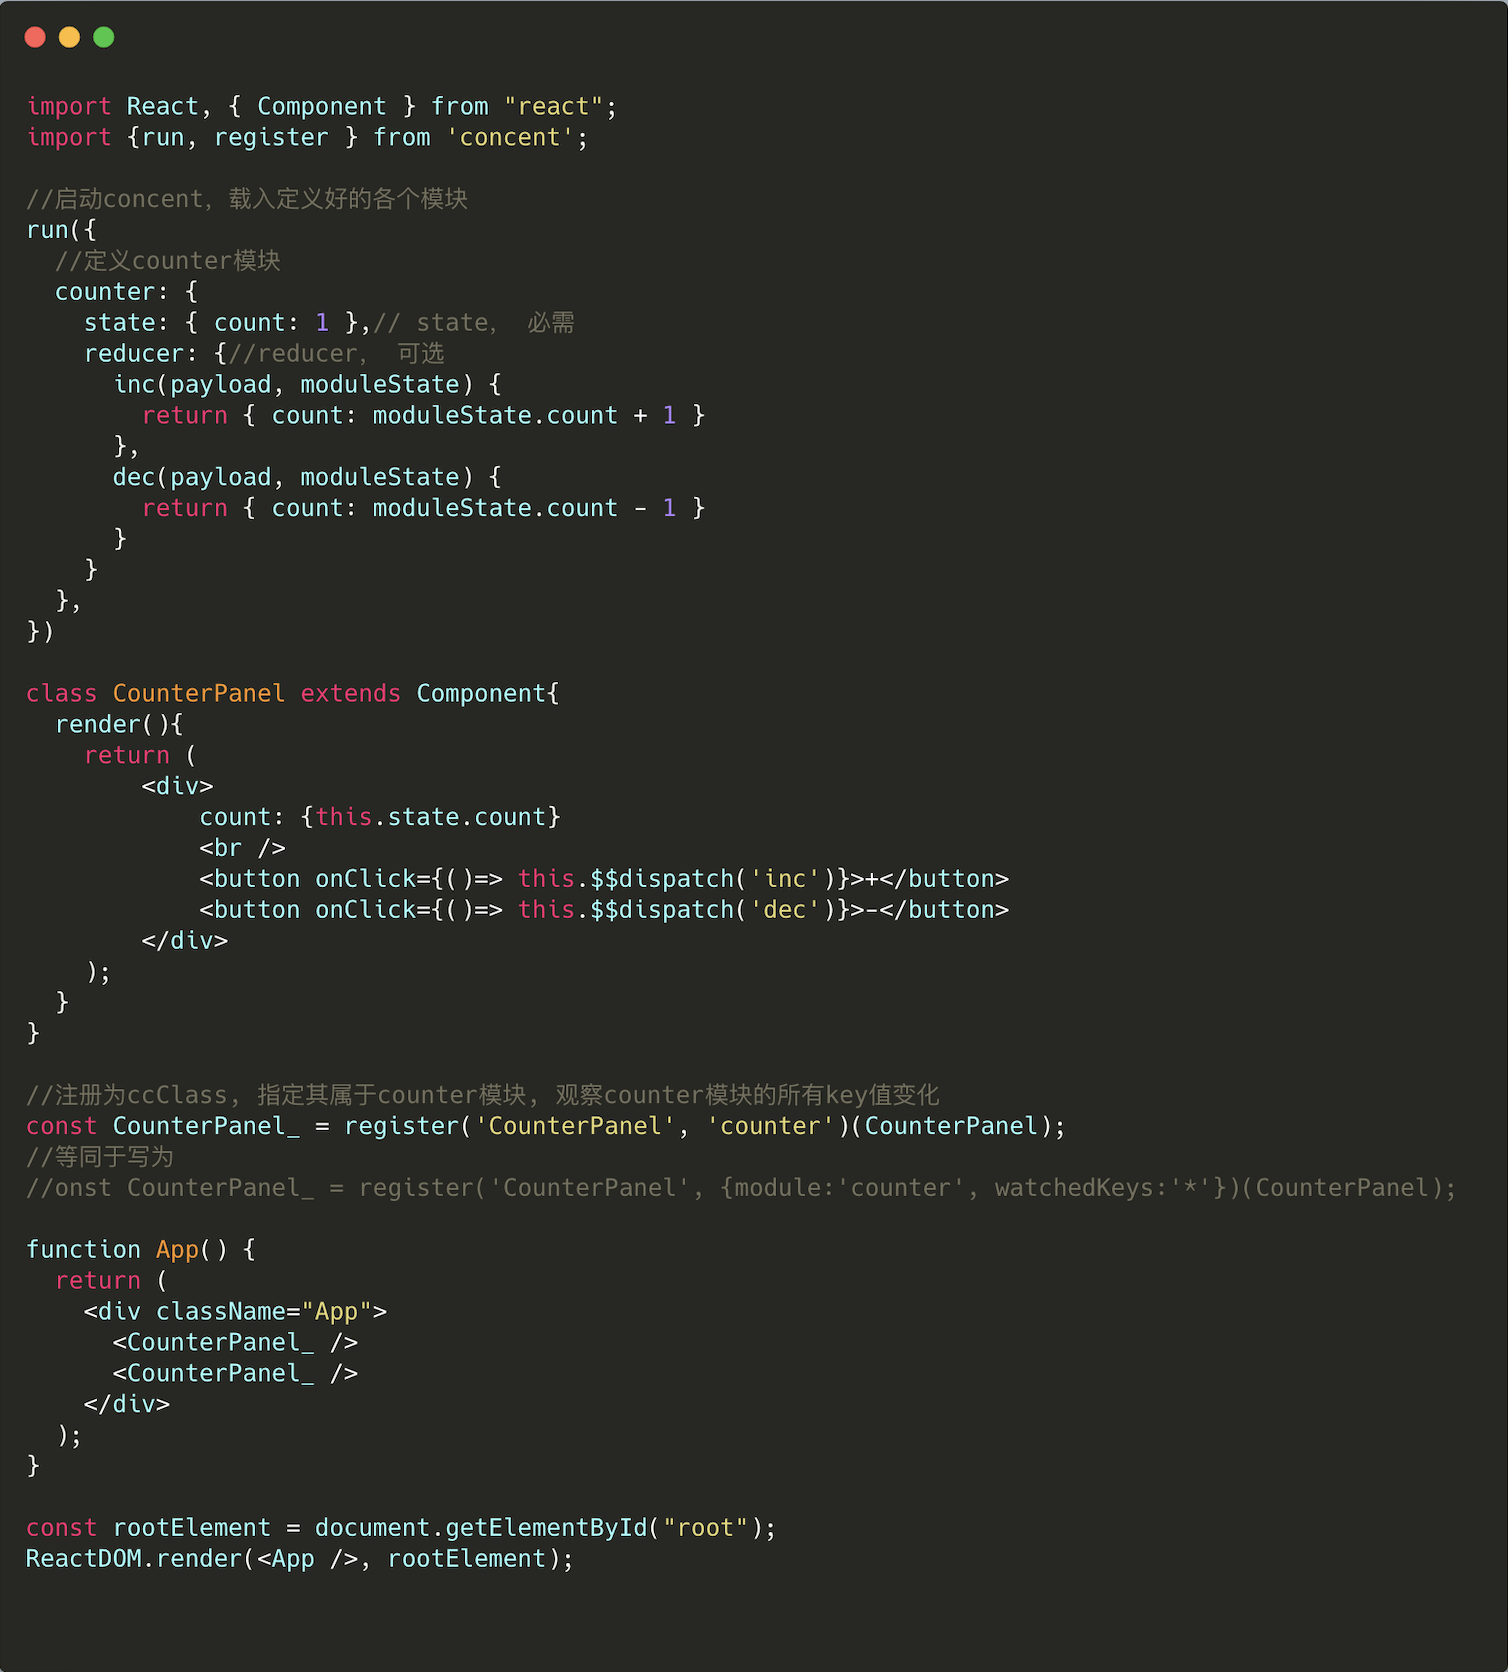 import React, { Component } from "react";
import {run, register } from 'concent';

//启动concent, 载入定义好的各个模块
run({
  //定义counter模块
  counter: {
    state: { count: 1 },// state, 必需
    reducer: {//reducer, 可选
      inc(payload, moduleState) {
        return { count: moduleState.count + 1 }
      },
      dec(payload, moduleState) {
        return { count: moduleState.count - 1 }
      }
    }
  },
})

class CounterPanel extends Component{
  render(){
    return (
        <div>
            count: {this.state.count}
            <br />
            <button onClick={()=> this.$$dispatch('inc')}>+</button>
            <button onClick={()=> this.$$dispatch('dec')}>-</button>
        </div>
    );
  }
}

//注册为ccClass, 指定其属于counter模块, 观察counter模块的所有key值变化
const CounterPanel_ = register('CounterPanel', 'counter')(CounterPanel);
//等同于写为
//onst CounterPanel_ = register('CounterPanel', {module:'counter', watchedKeys:'*'})(CounterPanel);

function App() {
  return (
    <div className="App">
      <CounterPanel_ />
      <CounterPanel_ />
    </div>
  );
}

const rootElement = document.getElementById("root");
ReactDOM.render(<App />, rootElement);